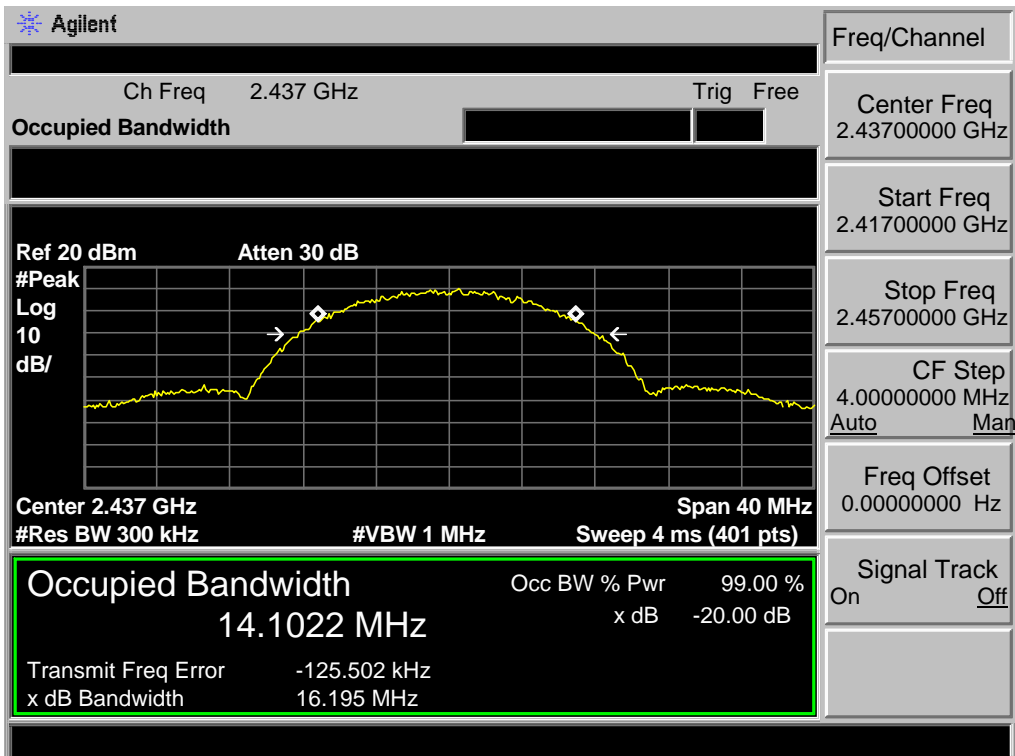 Agilent
Freq/Channel
Ch Freq 2.437 GHz Trig Free
Occupied Bandwidth
Center Freq
2.43700000 GHz
Start Freq
2.41700000 GHz
Ref 20 dBm Atten 30 dB
#Peak
Log
10
dB/
Stop Freq
2.45700000 GHz
CF Step
4.00000000 MHz
Auto Man
Center 2.437 GHz Span 40 MHz
#Res BW 300 kHz #VBW 1 MHz Sweep 4 ms (401 pts)
Freq Offset
0.00000000 Hz
Occupied Bandwidth Occ BW % Pwr 99.00 %
14.1022 MHz x dB -20.00 dB
Transmit Freq Error -125.502 kHz
x dB Bandwidth 16.195 MHz
Signal Track
On Off